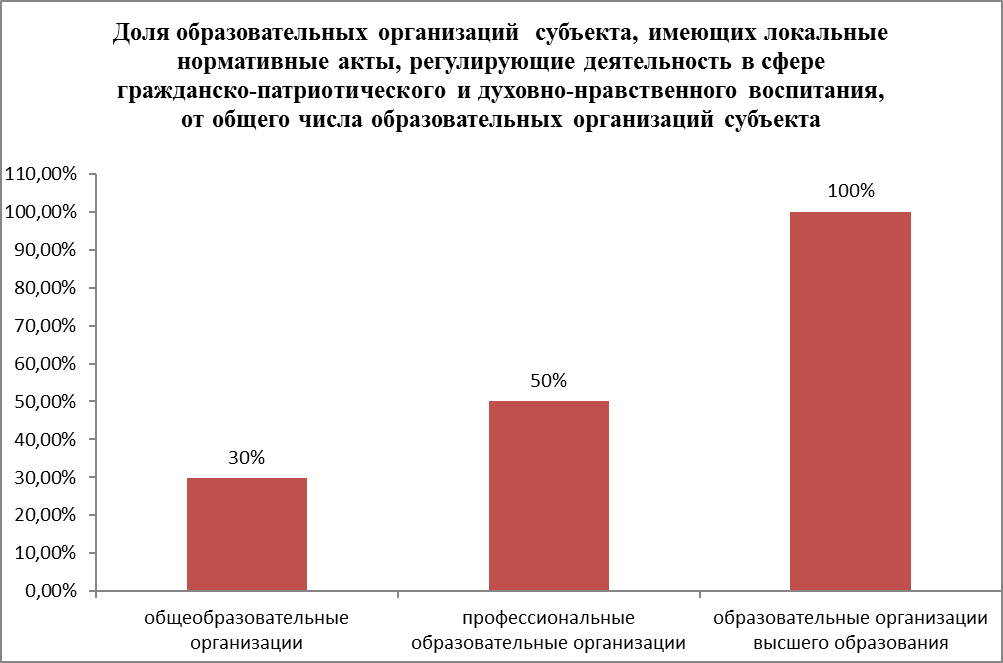 Доля образовательных организаций субъекта, имеющих локальные
нормативные акты, регулирующие деятельность в сфере
гражданско-патриотического и духовно-нравственного воспитания,
от общего числа образовательных организаций субъекта
110,00%
100,00%
90,00%
80,00%
70,00%
60,00%
50,00%
40,00%
30,00%
20,00%
10,00%
0,00%
30%
50%
100%
общеобразовательные
организации
профессиональные
образовательные организации
образовательные организации
высшего образования